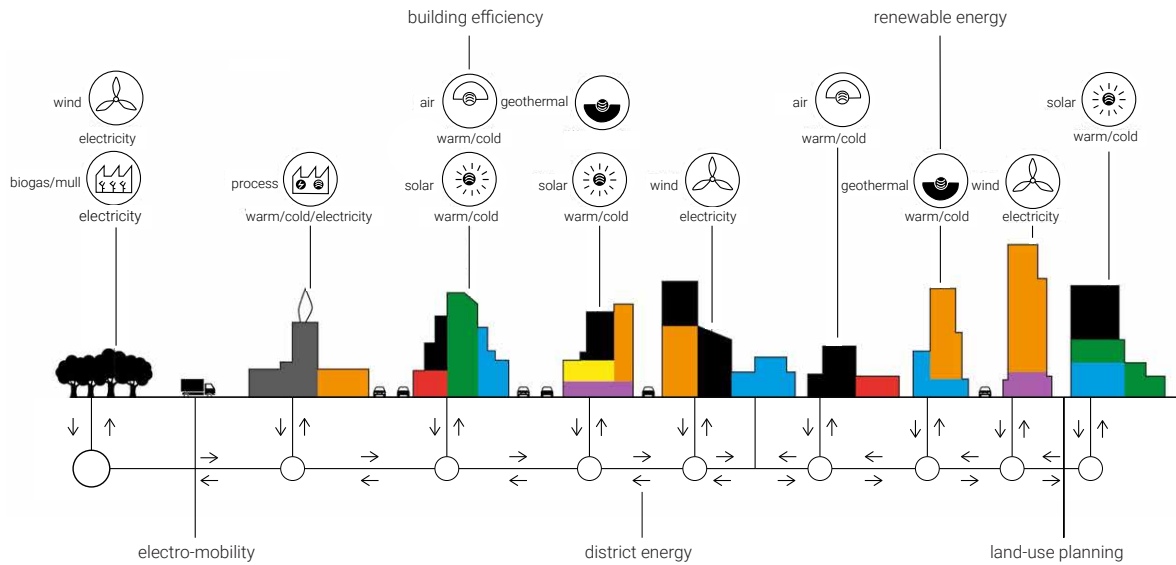 building efficiency
renewable energy
wind
electricity
air
warm/cold
geothermal
air
warm/cold
solar
warm/cold
biogas/mull
electricity
process
warm/cold/electricity
solar
warm/cold
solar
warm/cold
wind
electricity
geothermal
warm/cold
wind
electricity
electro-mobility
district energy
land-use planning